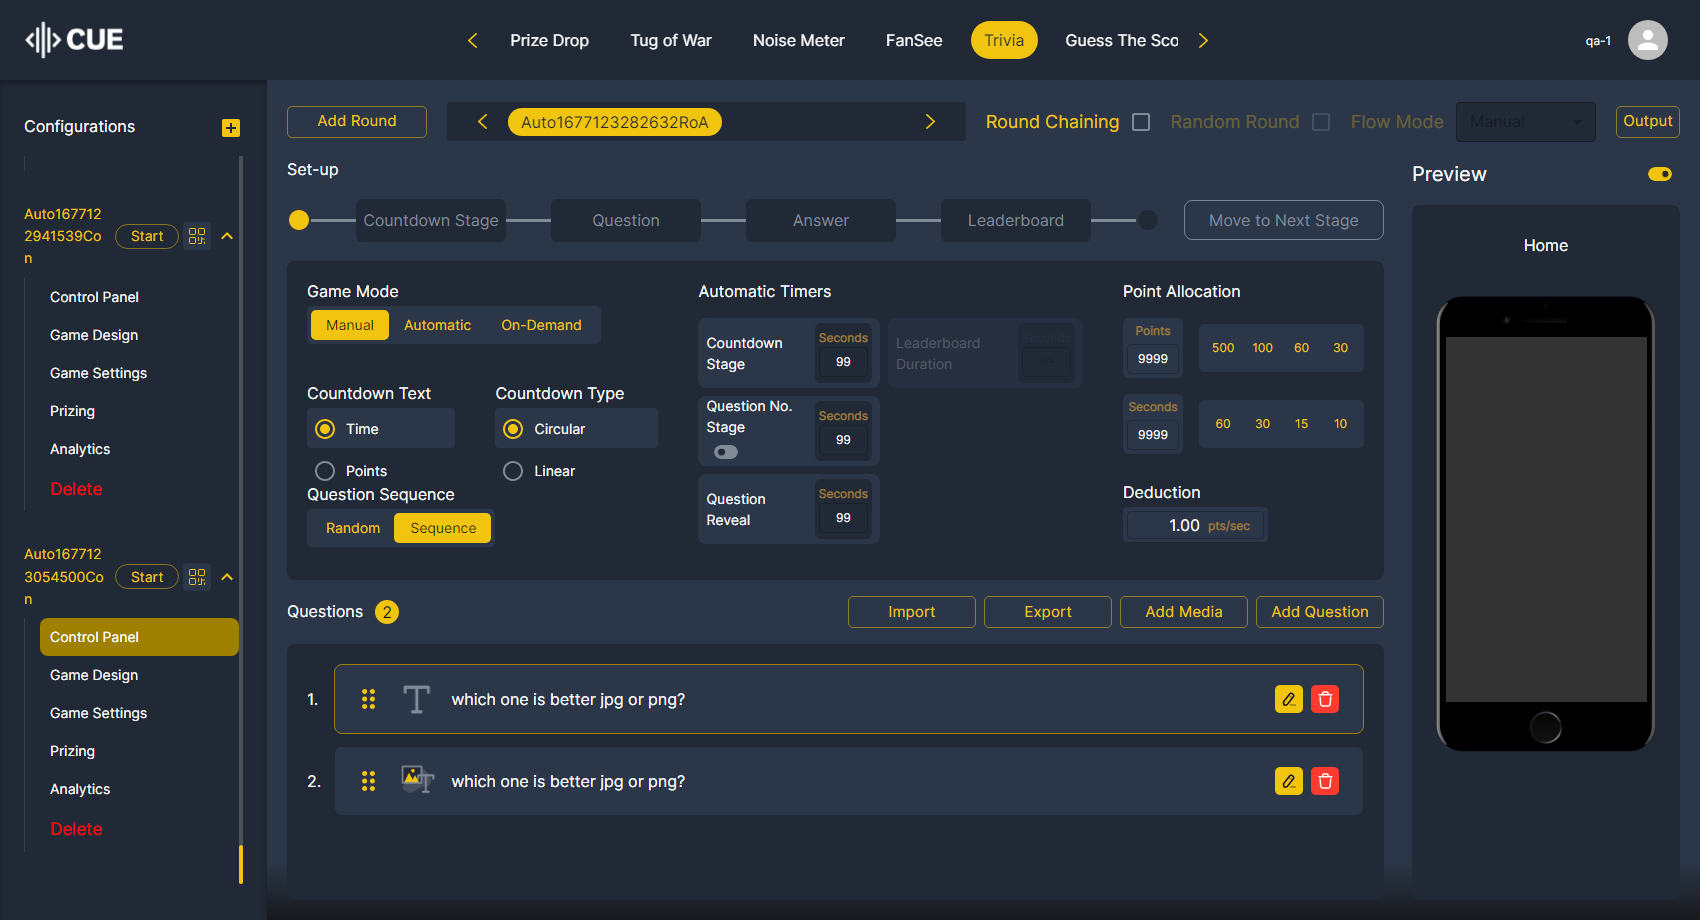 CUE
Prize Drop
Tug of War
Noise Meter
FanSee
Trivia
Guess The Sco
qa-1
Configurations
Auto167712
2941539Co
n
Start
Control Panel
Game Design
Game Settings
Prizing
Analytics
Delete
Auto167712
3054500Co
n
Start
Control Panel
Game Design
Game Settings
Prizing
Analytics
Delete
Add Round
Auto1677123282632RoA
Round Chaining
Random Round
Flow Mode
Manual
Output
Set-up
Countdown Stage
Question
Answer
Leaderboard
Move to Next Stage
Game Mode
Manual
Automatic
On-Demand
Countdown Text
Time
Points
Countdown Type
Circular
Linear
Question Sequence
Random
Sequence
Automatic Timers
Countdown
Stage
Seconds
99
Leaderboard
Duration
Seconds
Question No.
Stage
Seconds
99
Question
Reveal
Seconds
99
Point Allocation
Points
9999
500 100 60 30
Seconds
9999
60 30 15 10
Deduction
1.00 pts/sec
Questions 2
Import
Export
Add Media
Add Question
1. which one is better jpg or png?
2. which one is better jpg or png?
Preview
Home